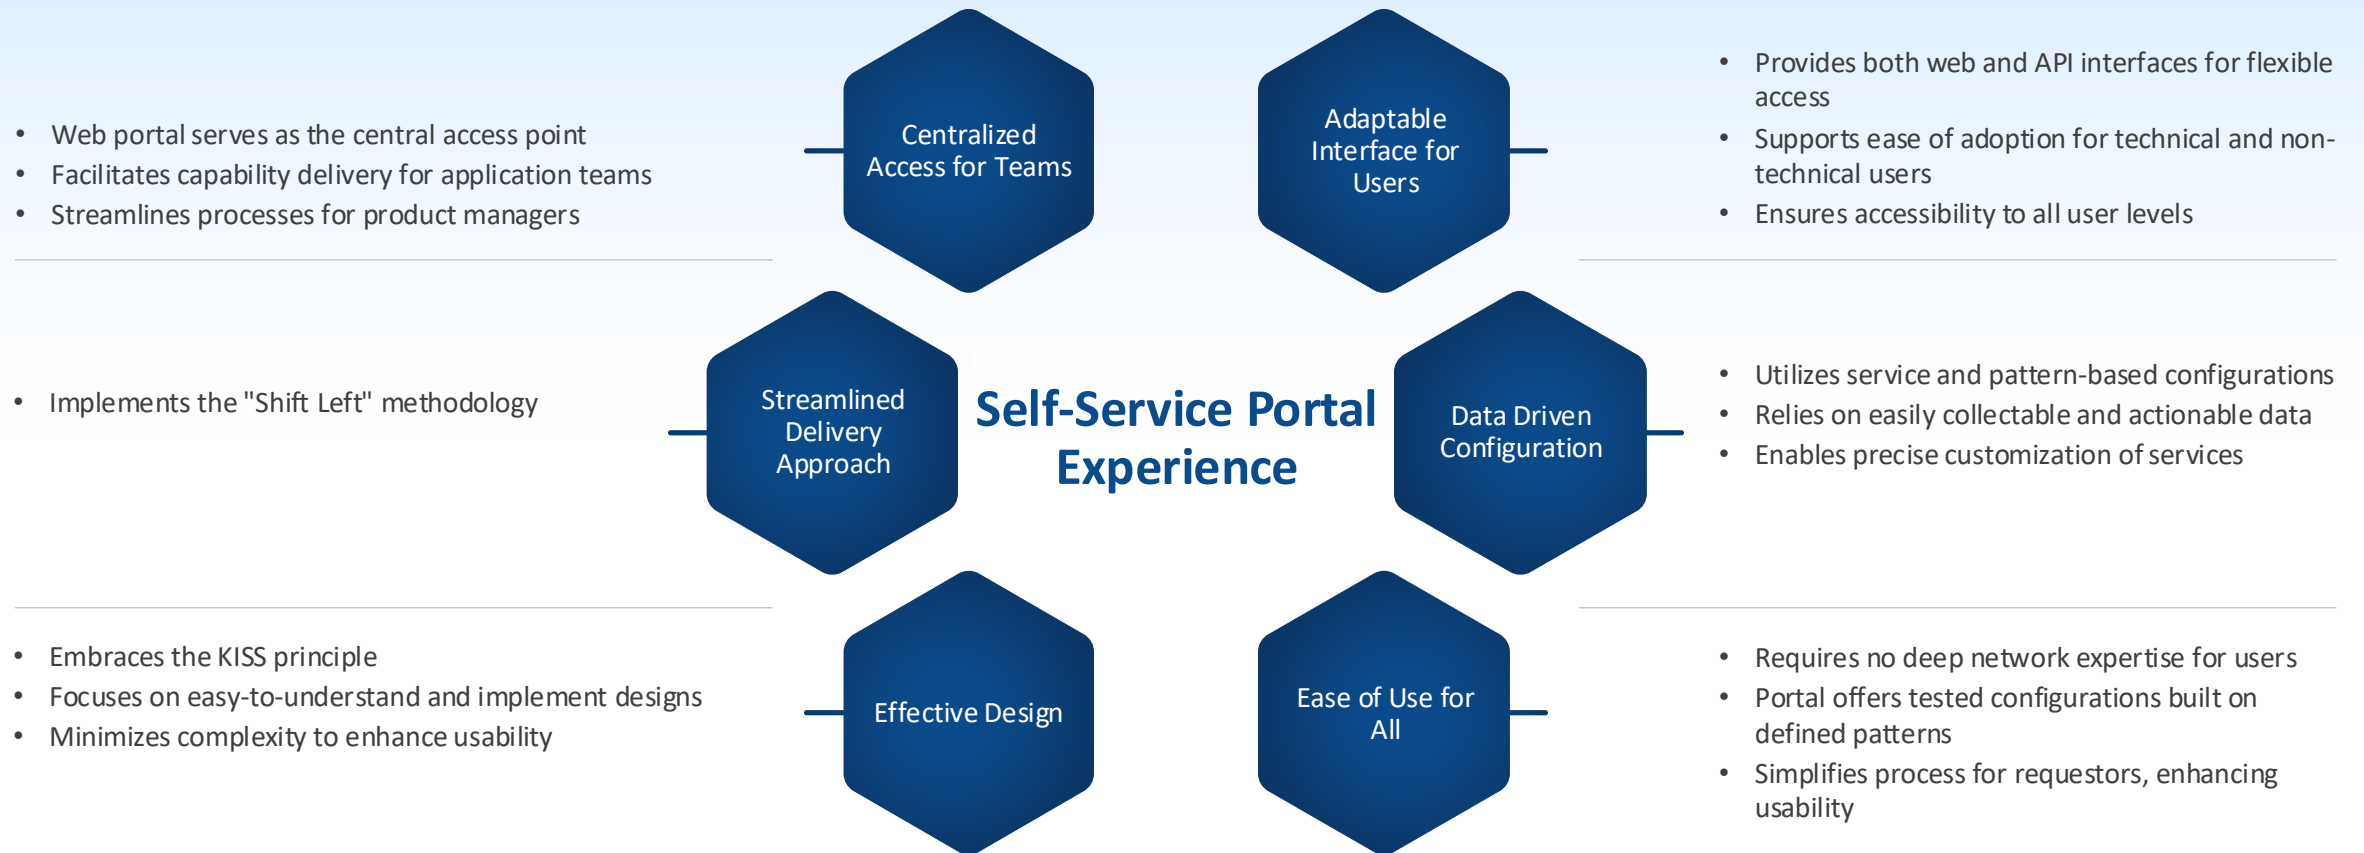 • Web portal serves as the central access point
• Facilitates capability delivery for application teams
• Streamlines processes for product managers
Centralized
Access for Teams
Adaptable
Interface for
Users
• Provides both web and API interfaces for flexible
access
• Supports ease of adoption for technical and non-
technical users
• Ensures accessibility to all user levels
• Implements the "Shift Left" methodology
Streamlined
Delivery
Approach
Self-Service Portal
Experience
Data Driven
Configuration
• Utilizes service and pattern-based configurations
• Relies on easily collectable and actionable data
• Enables precise customization of services
• Embraces the KISS principle
• Focuses on easy-to-understand and implement designs
• Minimizes complexity to enhance usability
Effective Design
Ease of Use for
All
• Requires no deep network expertise for users
• Portal offers tested configurations built on
defined patterns
• Simplifies process for requestors, enhancing
usability